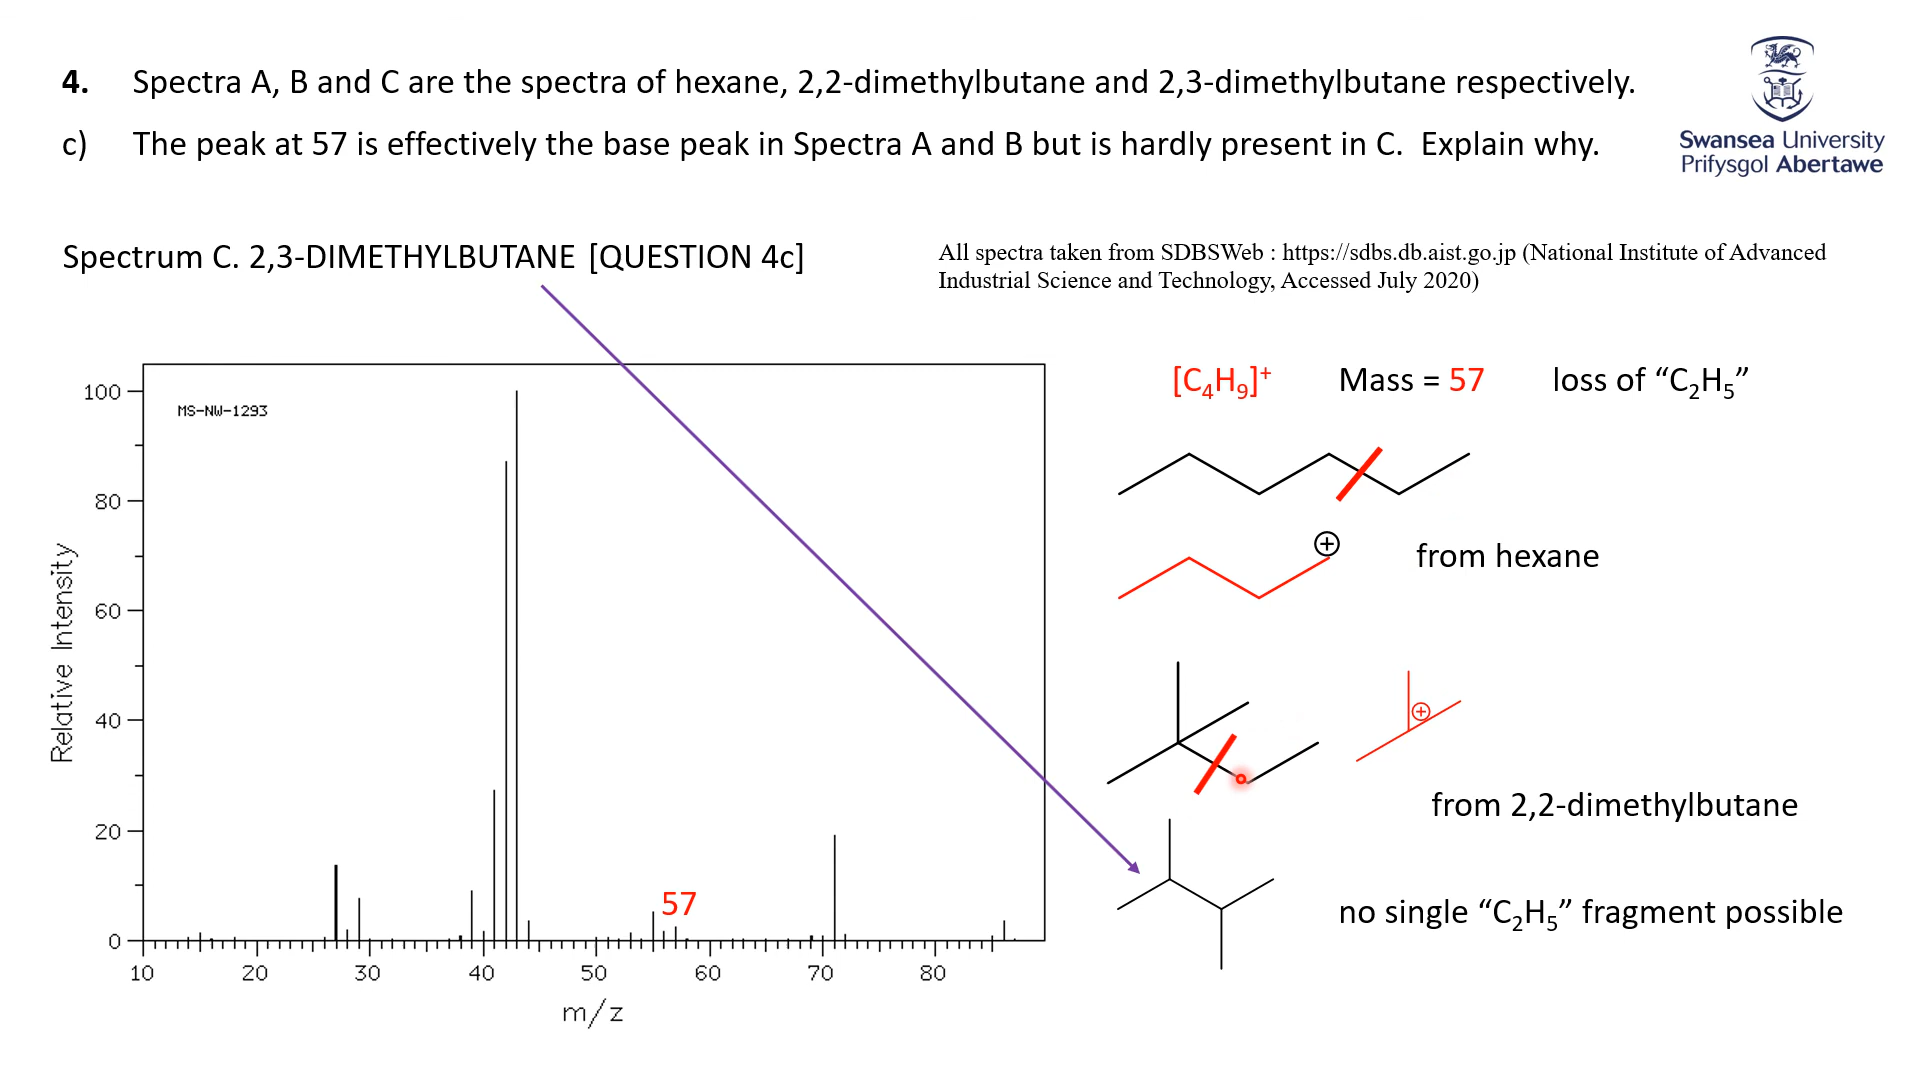 4. Spectra A, B and C are the spectra of hexane, 2,2-dimethylbutane and 2,3-dimethylbutane respectively.
c) The peak at 57 is effectively the base peak in Spectra A and B but is hardly present in C. Explain why.
Swansea University
Prifysgol Abertawe
Spectrum C. 2,3-DIMETHYLBUTANE [QUESTION 4c]
All spectra taken from SDBSWeb : https://sdbs.db.aist.go.jp (National Institute of Advanced
Industrial Science and Technology, Accessed July 2020)
MS-NW-1293
100
80
60
40
20
0
Relative Intensity
57
10 20 30 40 50 60 70 80
m/z
[C₄H₉]⁺ Mass = 57 loss of “C₂H₅”
+
from hexane
+
from 2,2-dimethylbutane
no single “C₂H₅” fragment possible